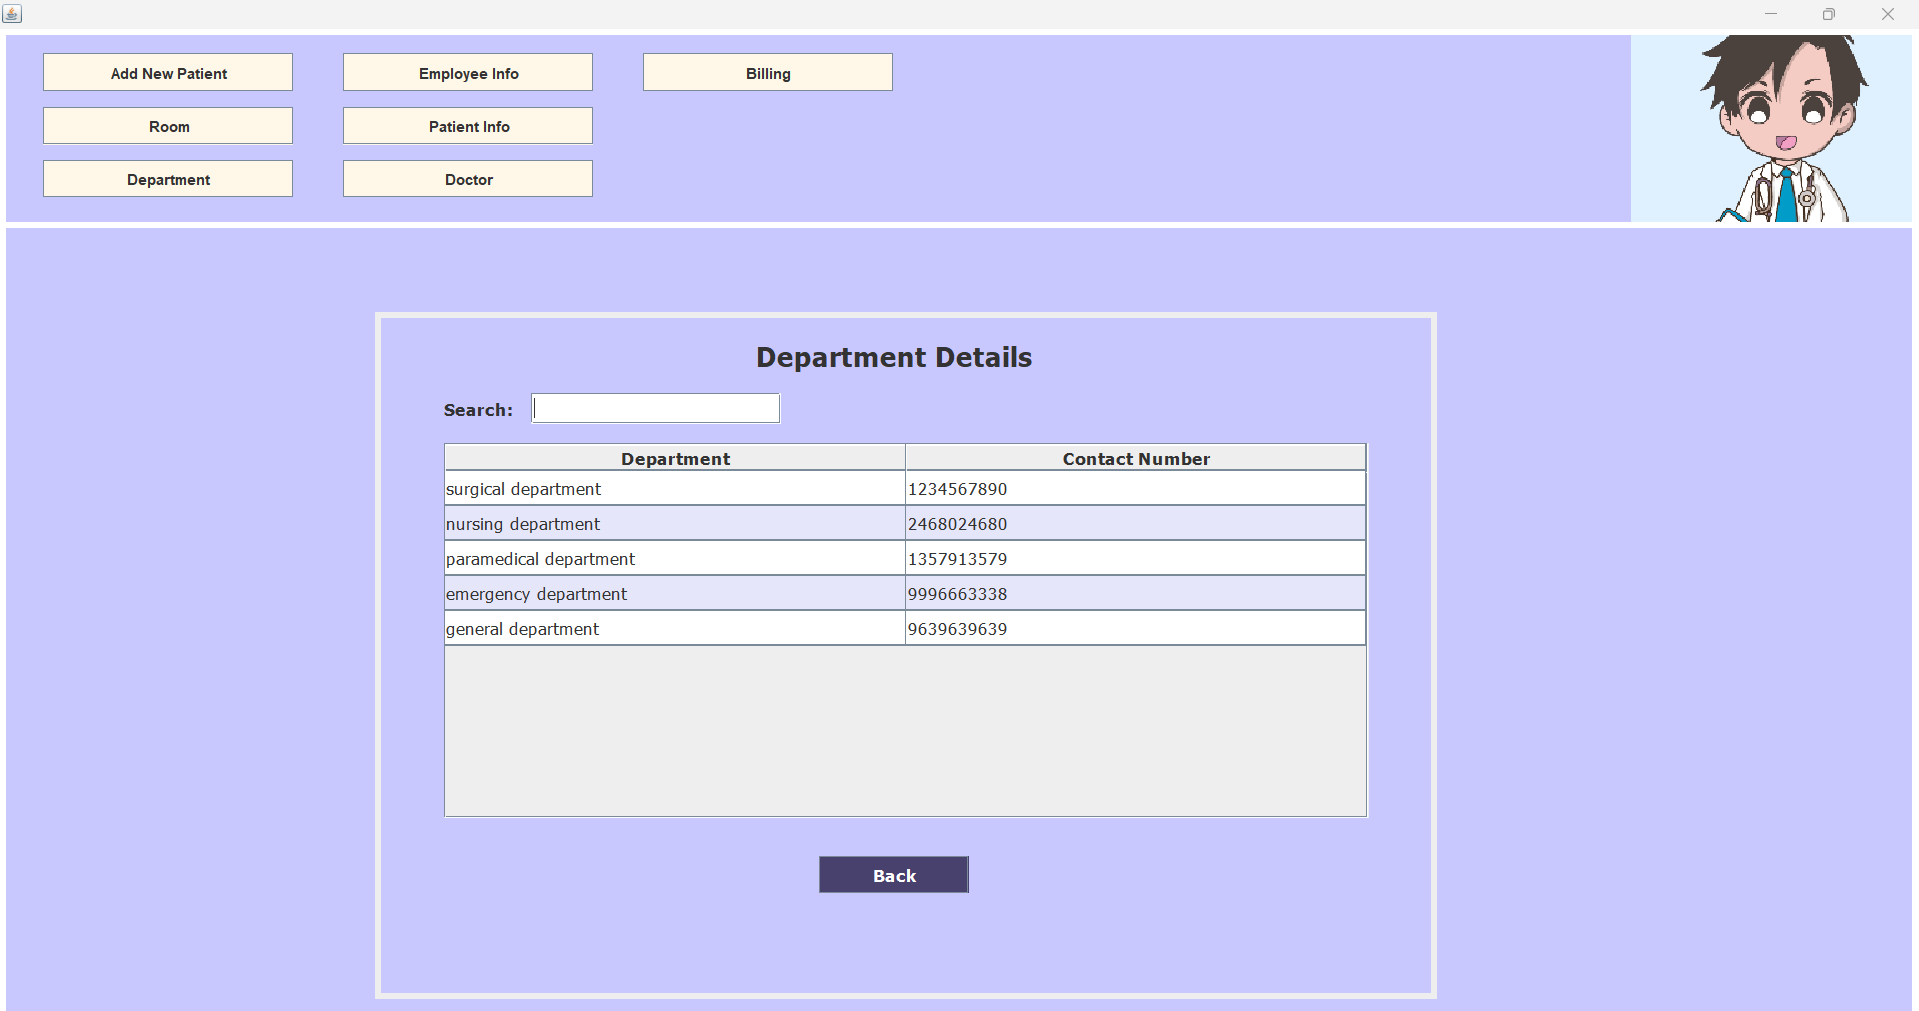 Add New Patient Employee Info Billing
Room Patient Info
Department Doctor
Department Details
Search:
Department Contact Number
surgical department 1234567890
nursing department 2468024680
paramedical department 1357913579
emergency department 9996663338
general department 9639639639
Back